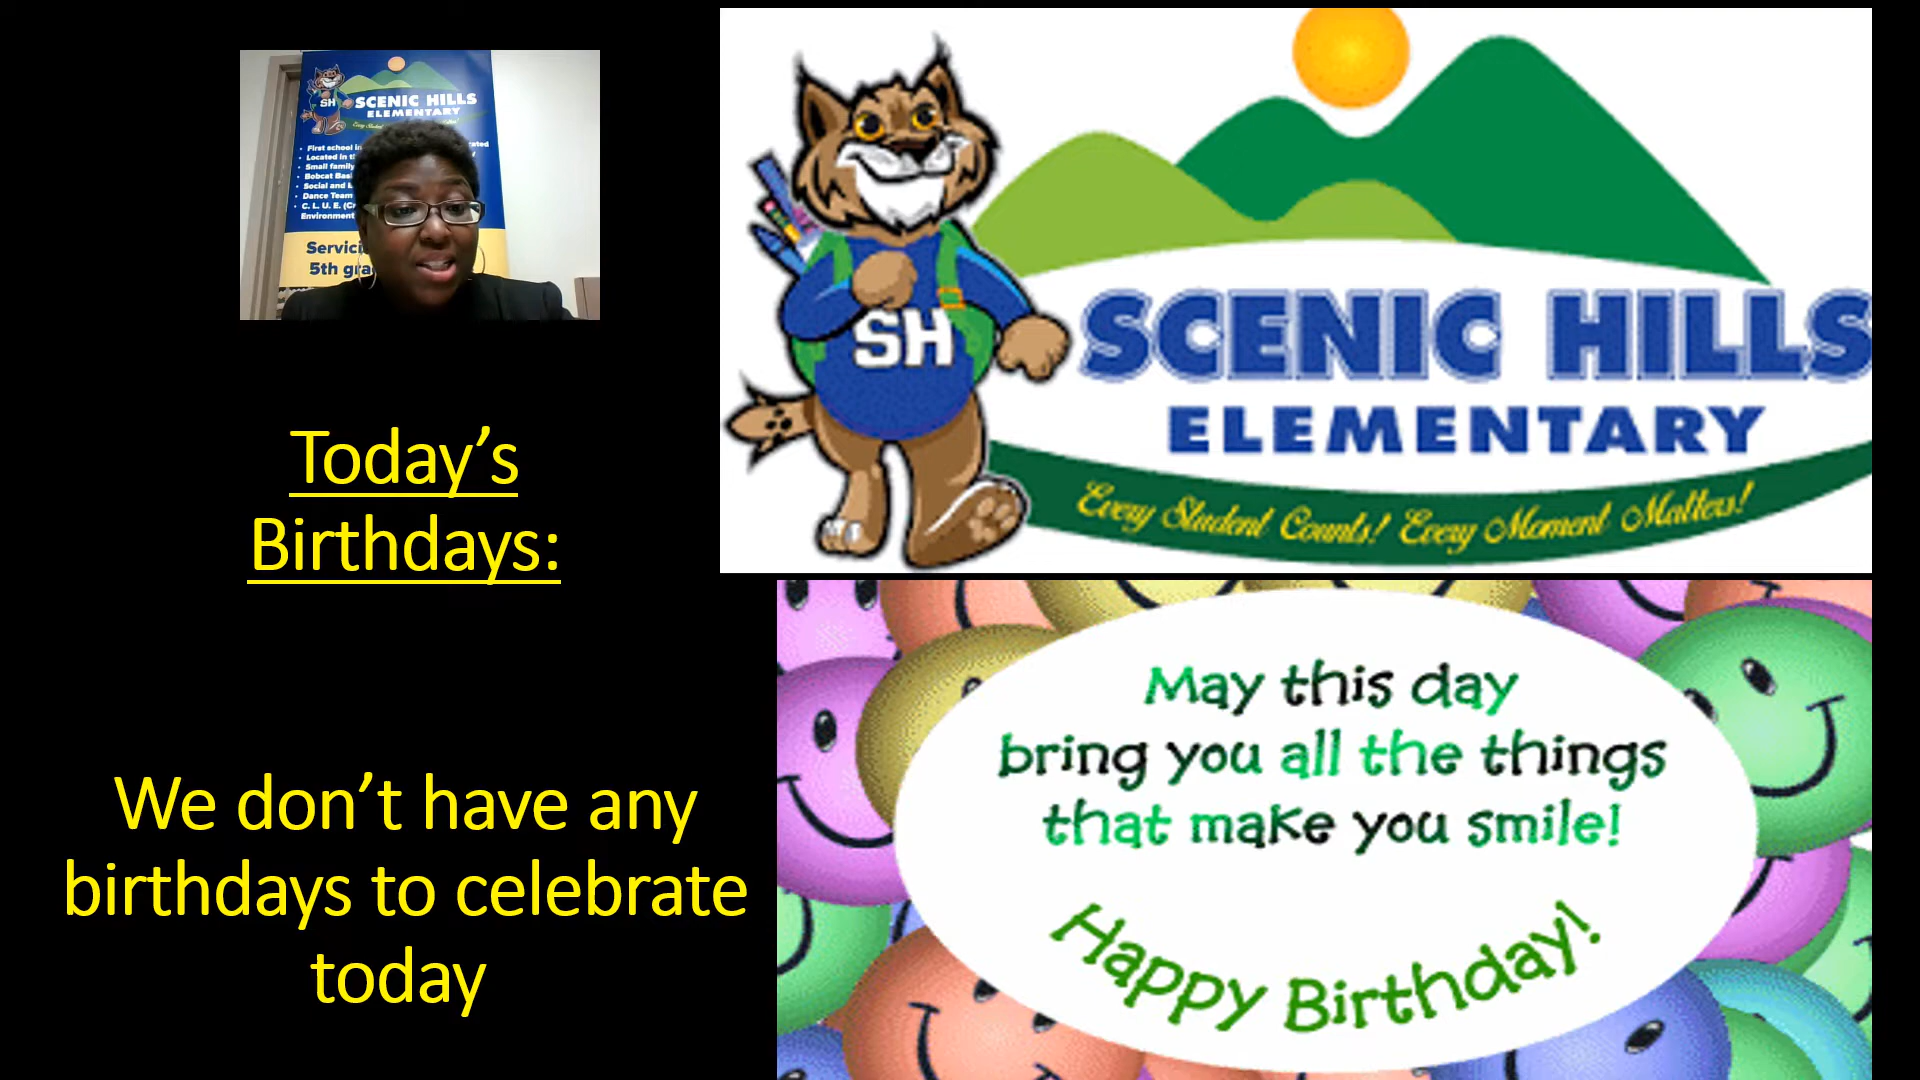 SH
SCENIC HILLS
ELEMENTARY
First school in
Located in th
Small family
Bobcat
Social and
Dance Team
C. L. U. E.
Environment
5th
Today's
Birthdays:
We don't have any
birthdays to celebrate
today
SH
SCENIC HILLS
ELEMENTARY
Every Student Counts! Every Moment Matters!
May this day
bring you all the things
that make you smile!
Happy Birthday!